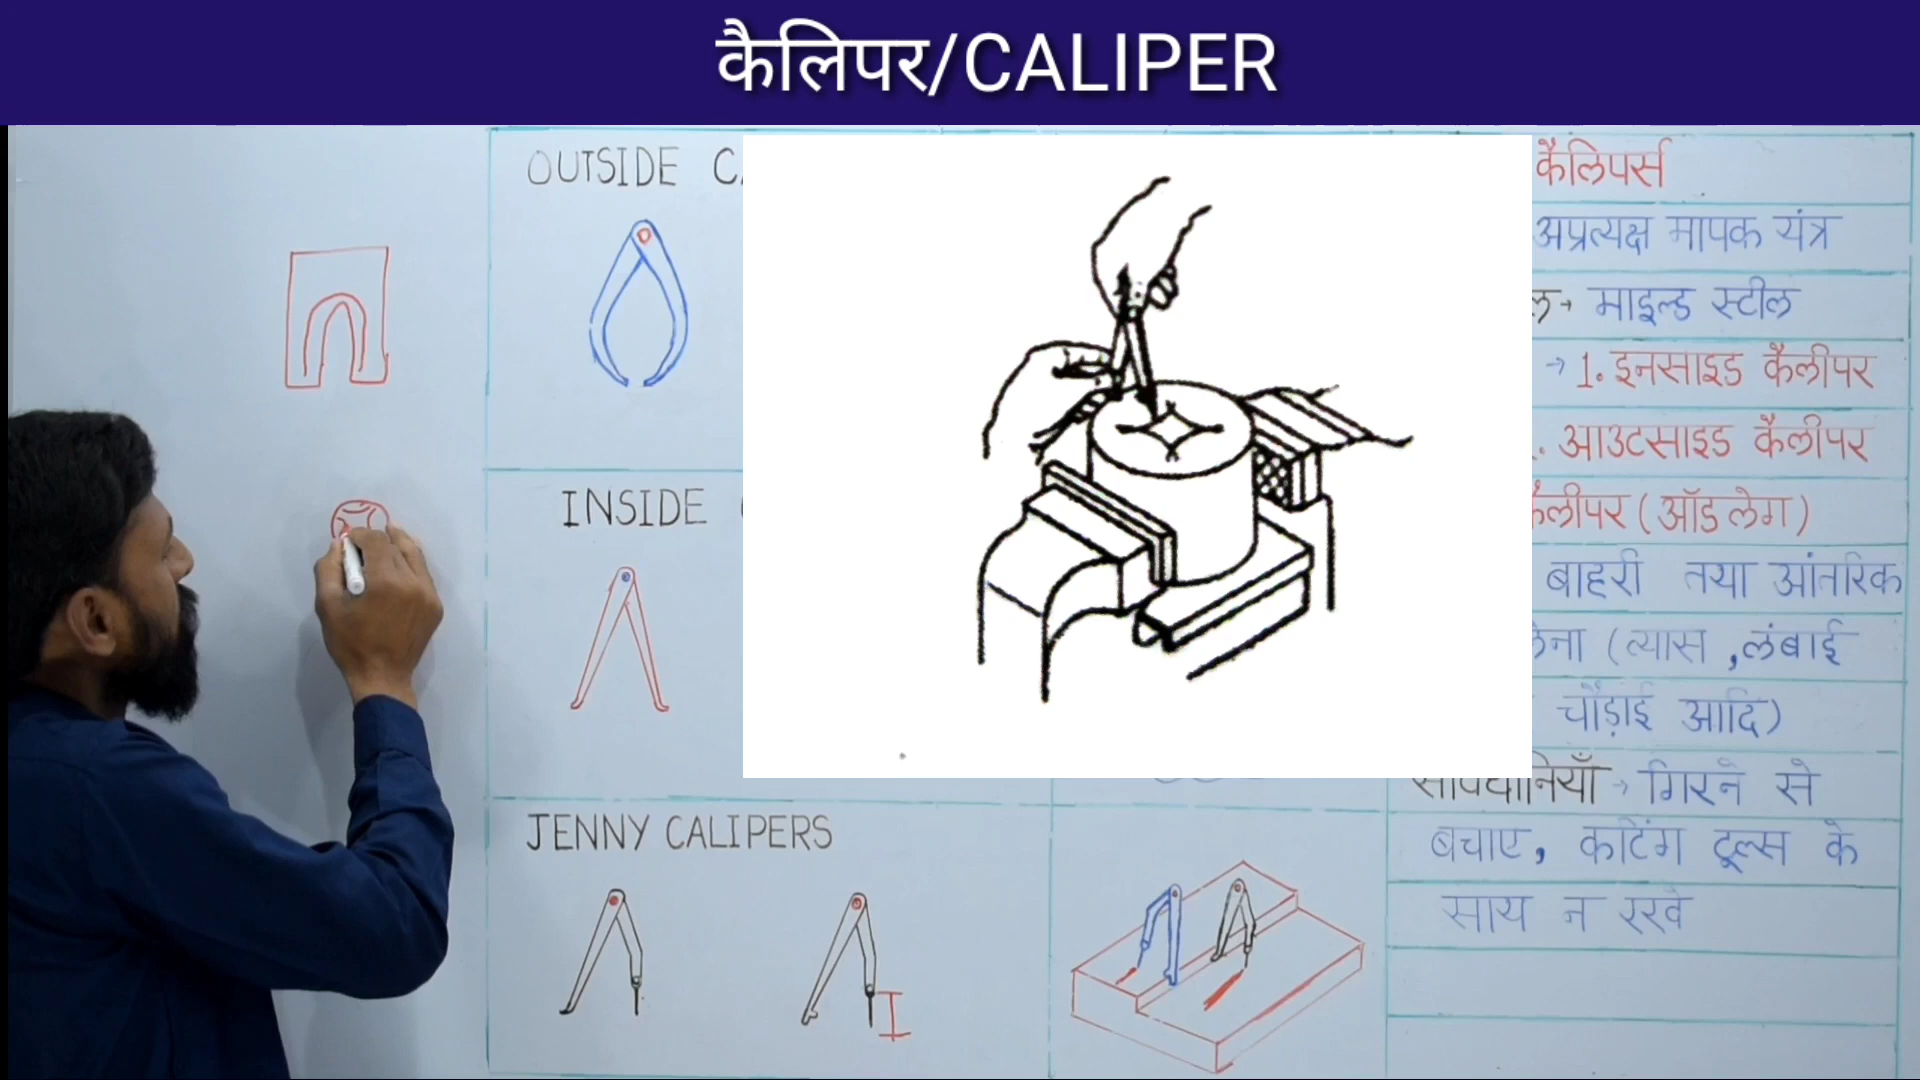 कैलिपर/CALIPER
OUTSIDE
INSIDE
JENNY CALIPERS
कैलिपर्स
अप्रत्यक्ष मापक यंत्र
→ माइल्ड स्टील
→ 1. इनसाइड कैलीपर
. आउटसाइड कैलीपर
कैलीपर (ऑडलेग)
बाहरी तथा आंतरिक
(व्यास ,लंबाई
चौड़ाई आदि)
सावधानियाँ → गिरने से
बचाए, कटिंग टूल्स के
साथ न रखे